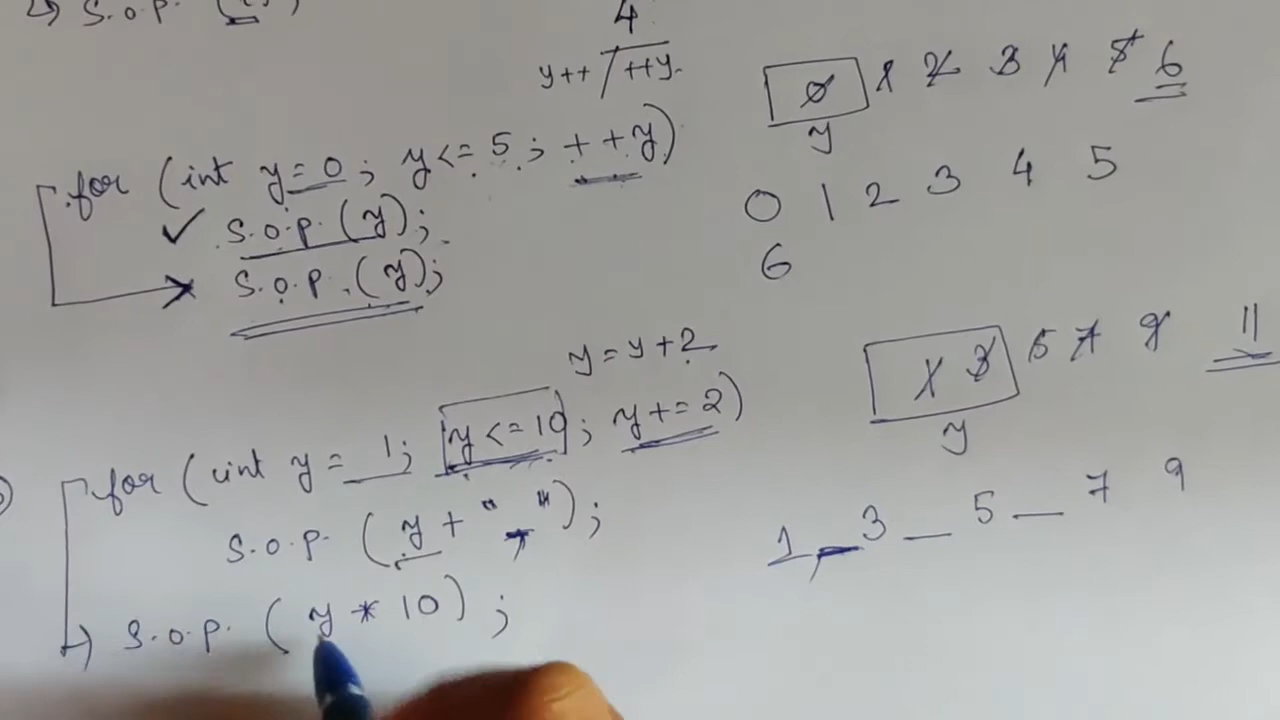 ↳ S.o.p.
4
y++ / ++y.
for (int y=0; y<=5; ++y)
✓ S.o.p. (y);
→ S.o.p. (y);
0 1 2 3 4 5 6
y
0 1 2 3 4 5
6
y=y+2
for (int y= 1; y<=10; y+=2)
S.o.p. (y+ " , ");
→ S.o.p. (y * 10);
1 3 5 7 9 11
y
1, _ 3 _ 5 _ 7 9